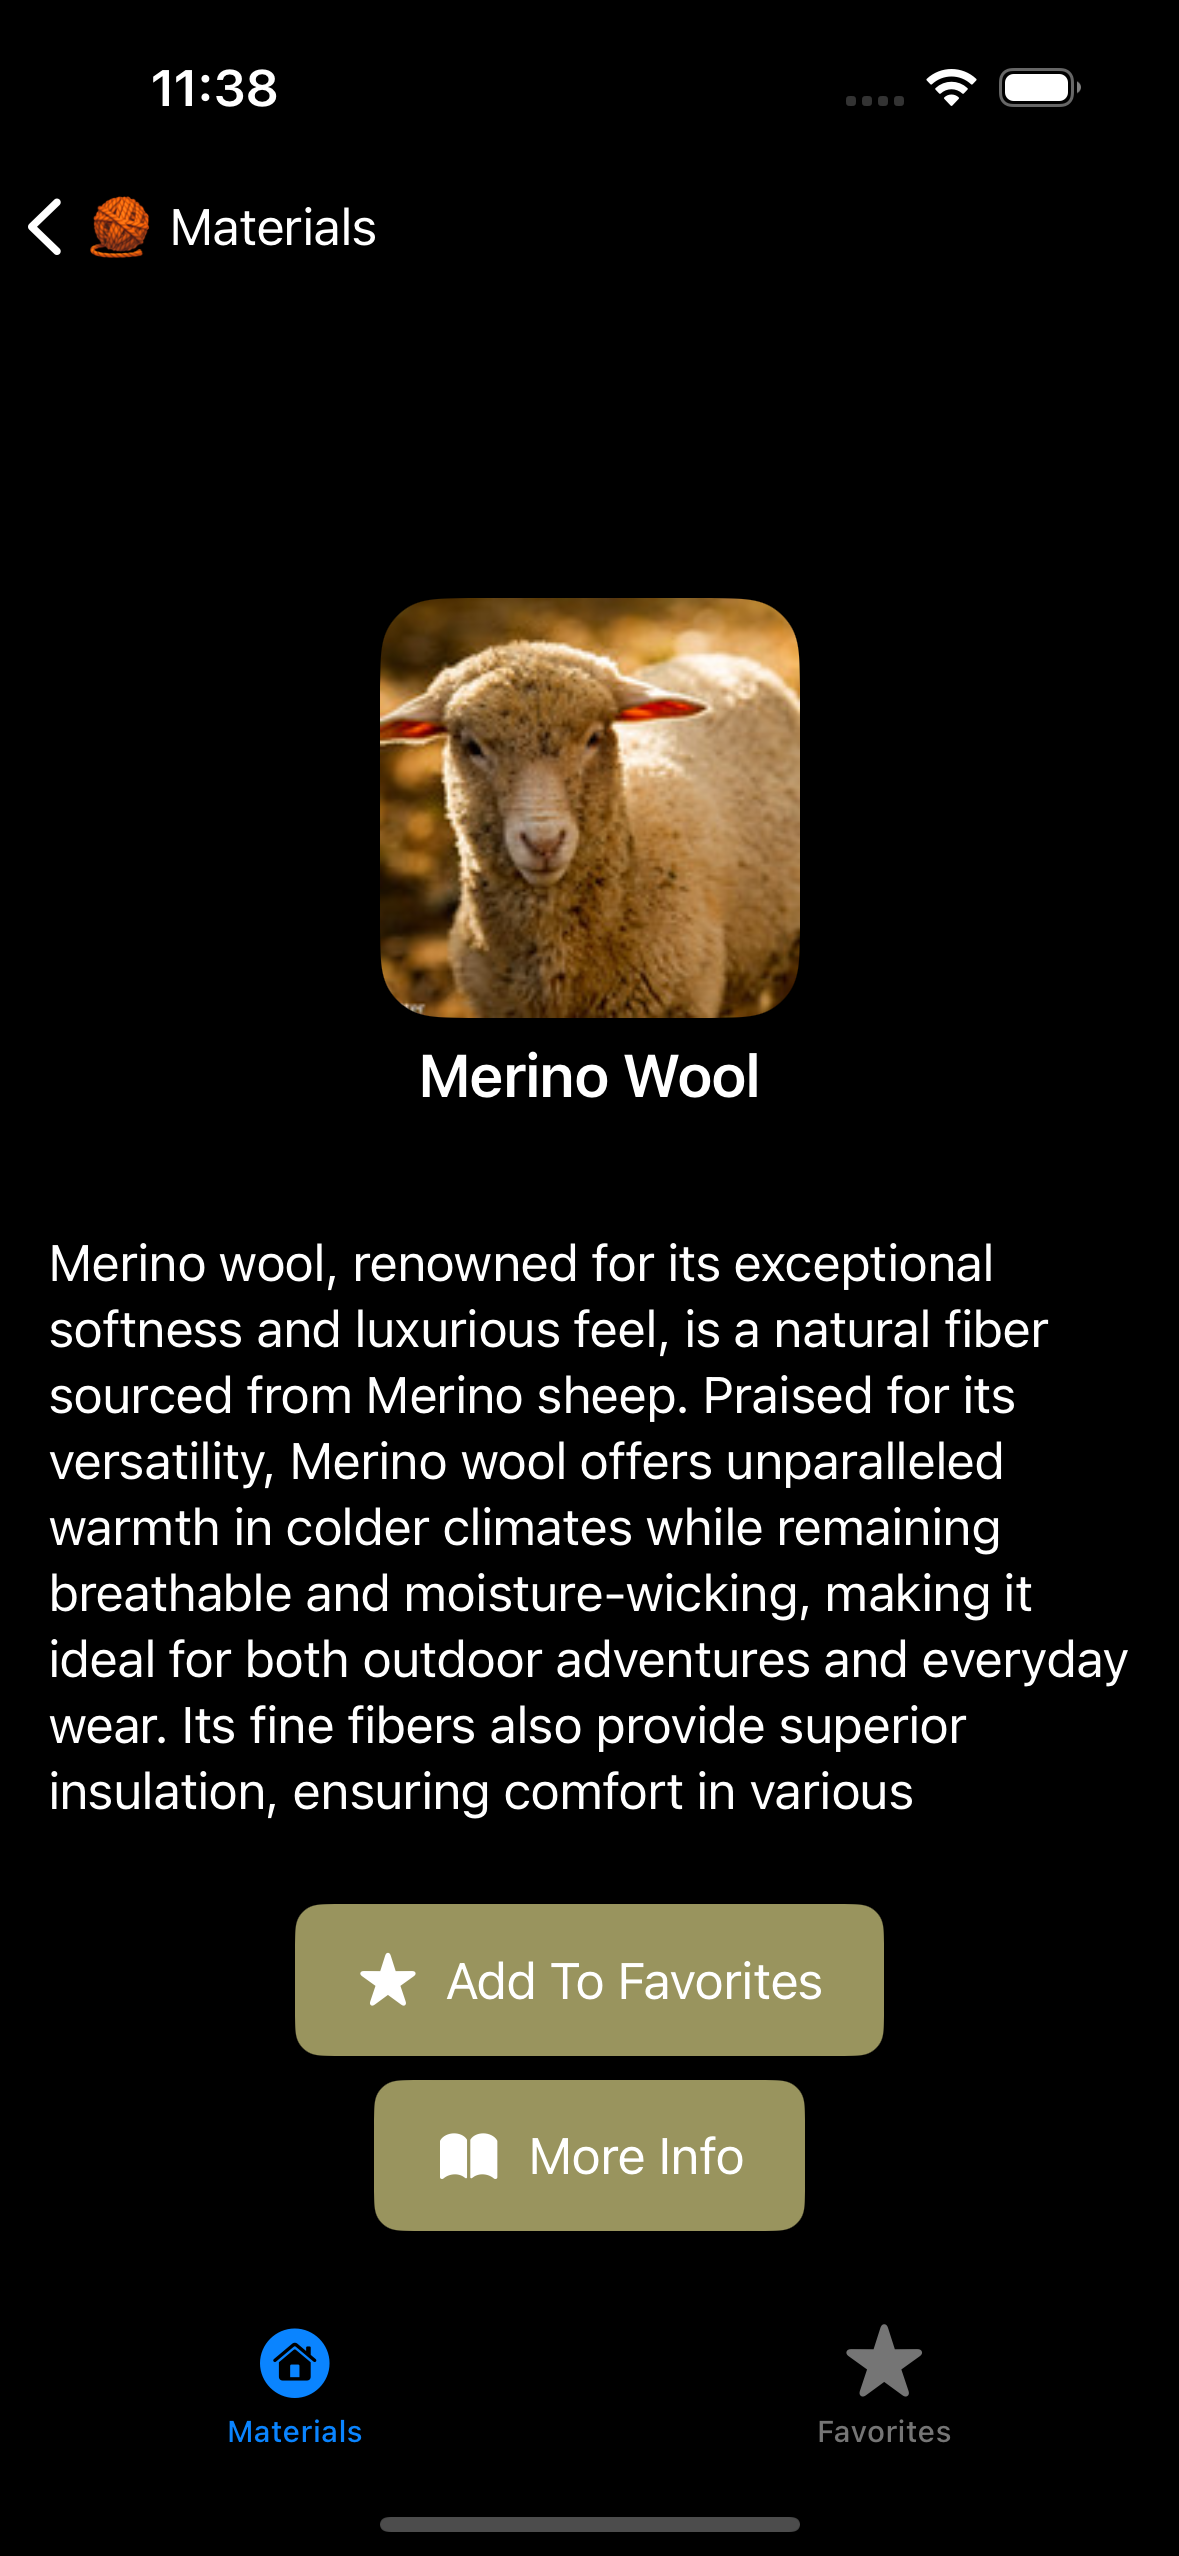 11:38
Materials
Merino Wool
Merino wool, renowned for its exceptional
softness and luxurious feel, is a natural fiber
sourced from Merino sheep. Praised for its
versatility, Merino wool offers unparalleled
warmth in colder climates while remaining
breathable and moisture-wicking, making it
ideal for both outdoor adventures and everyday
wear. Its fine fibers also provide superior
insulation, ensuring comfort in various
Add To Favorites
More Info
Materials
Favorites